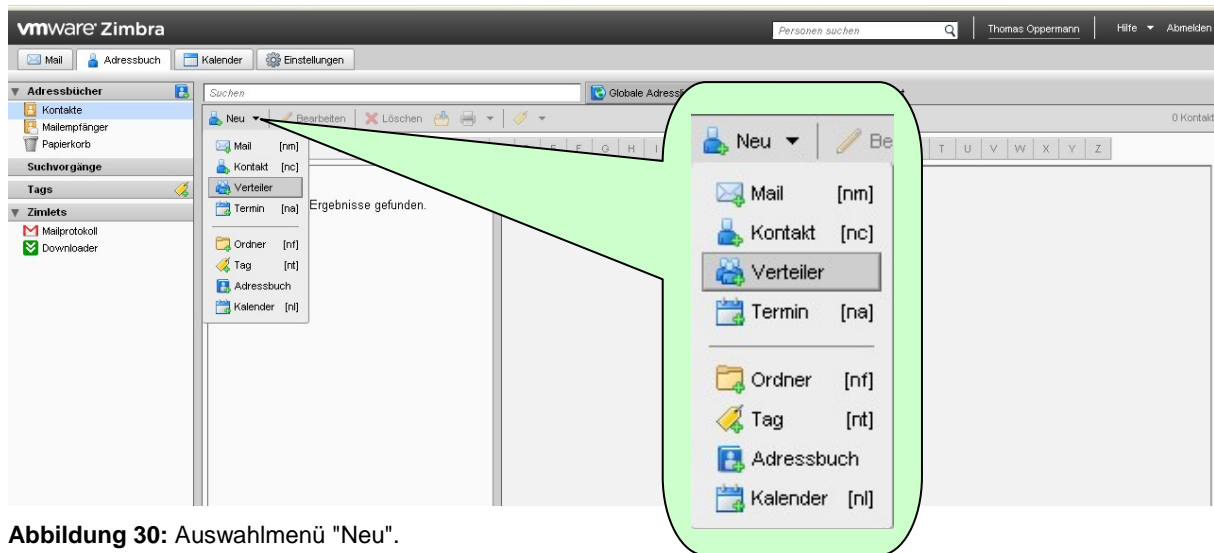 vmware Zimbra
Personen suchen
Thomas Oppermann
Hilfe
Abmelden
Mail
Adressbuch
Kalender
Einstellungen
Adressbücher
Suchen
Kontakte
Mailempfänger
Papierkorb
Suchvorgänge
Tags
Zimlets
Mailprotokoll
Downloader
Neu
Bearbeiten
Löschen
0 Kontakt
Mail [nm]
Kontakt [nc]
Verteiler
Termin [na]
Ergebnisse gefunden.
Ordner [nf]
Tag [nt]
Adressbuch
Kalender [nl]
F G H I
T U V W X Y Z
Neu Be
Mail [nm]
Kontakt [nc]
Verteiler
Termin [na]
Ordner [nf]
Tag [nt]
Adressbuch
Kalender [nl]
Abbildung 30: Auswahlmenü "Neu".